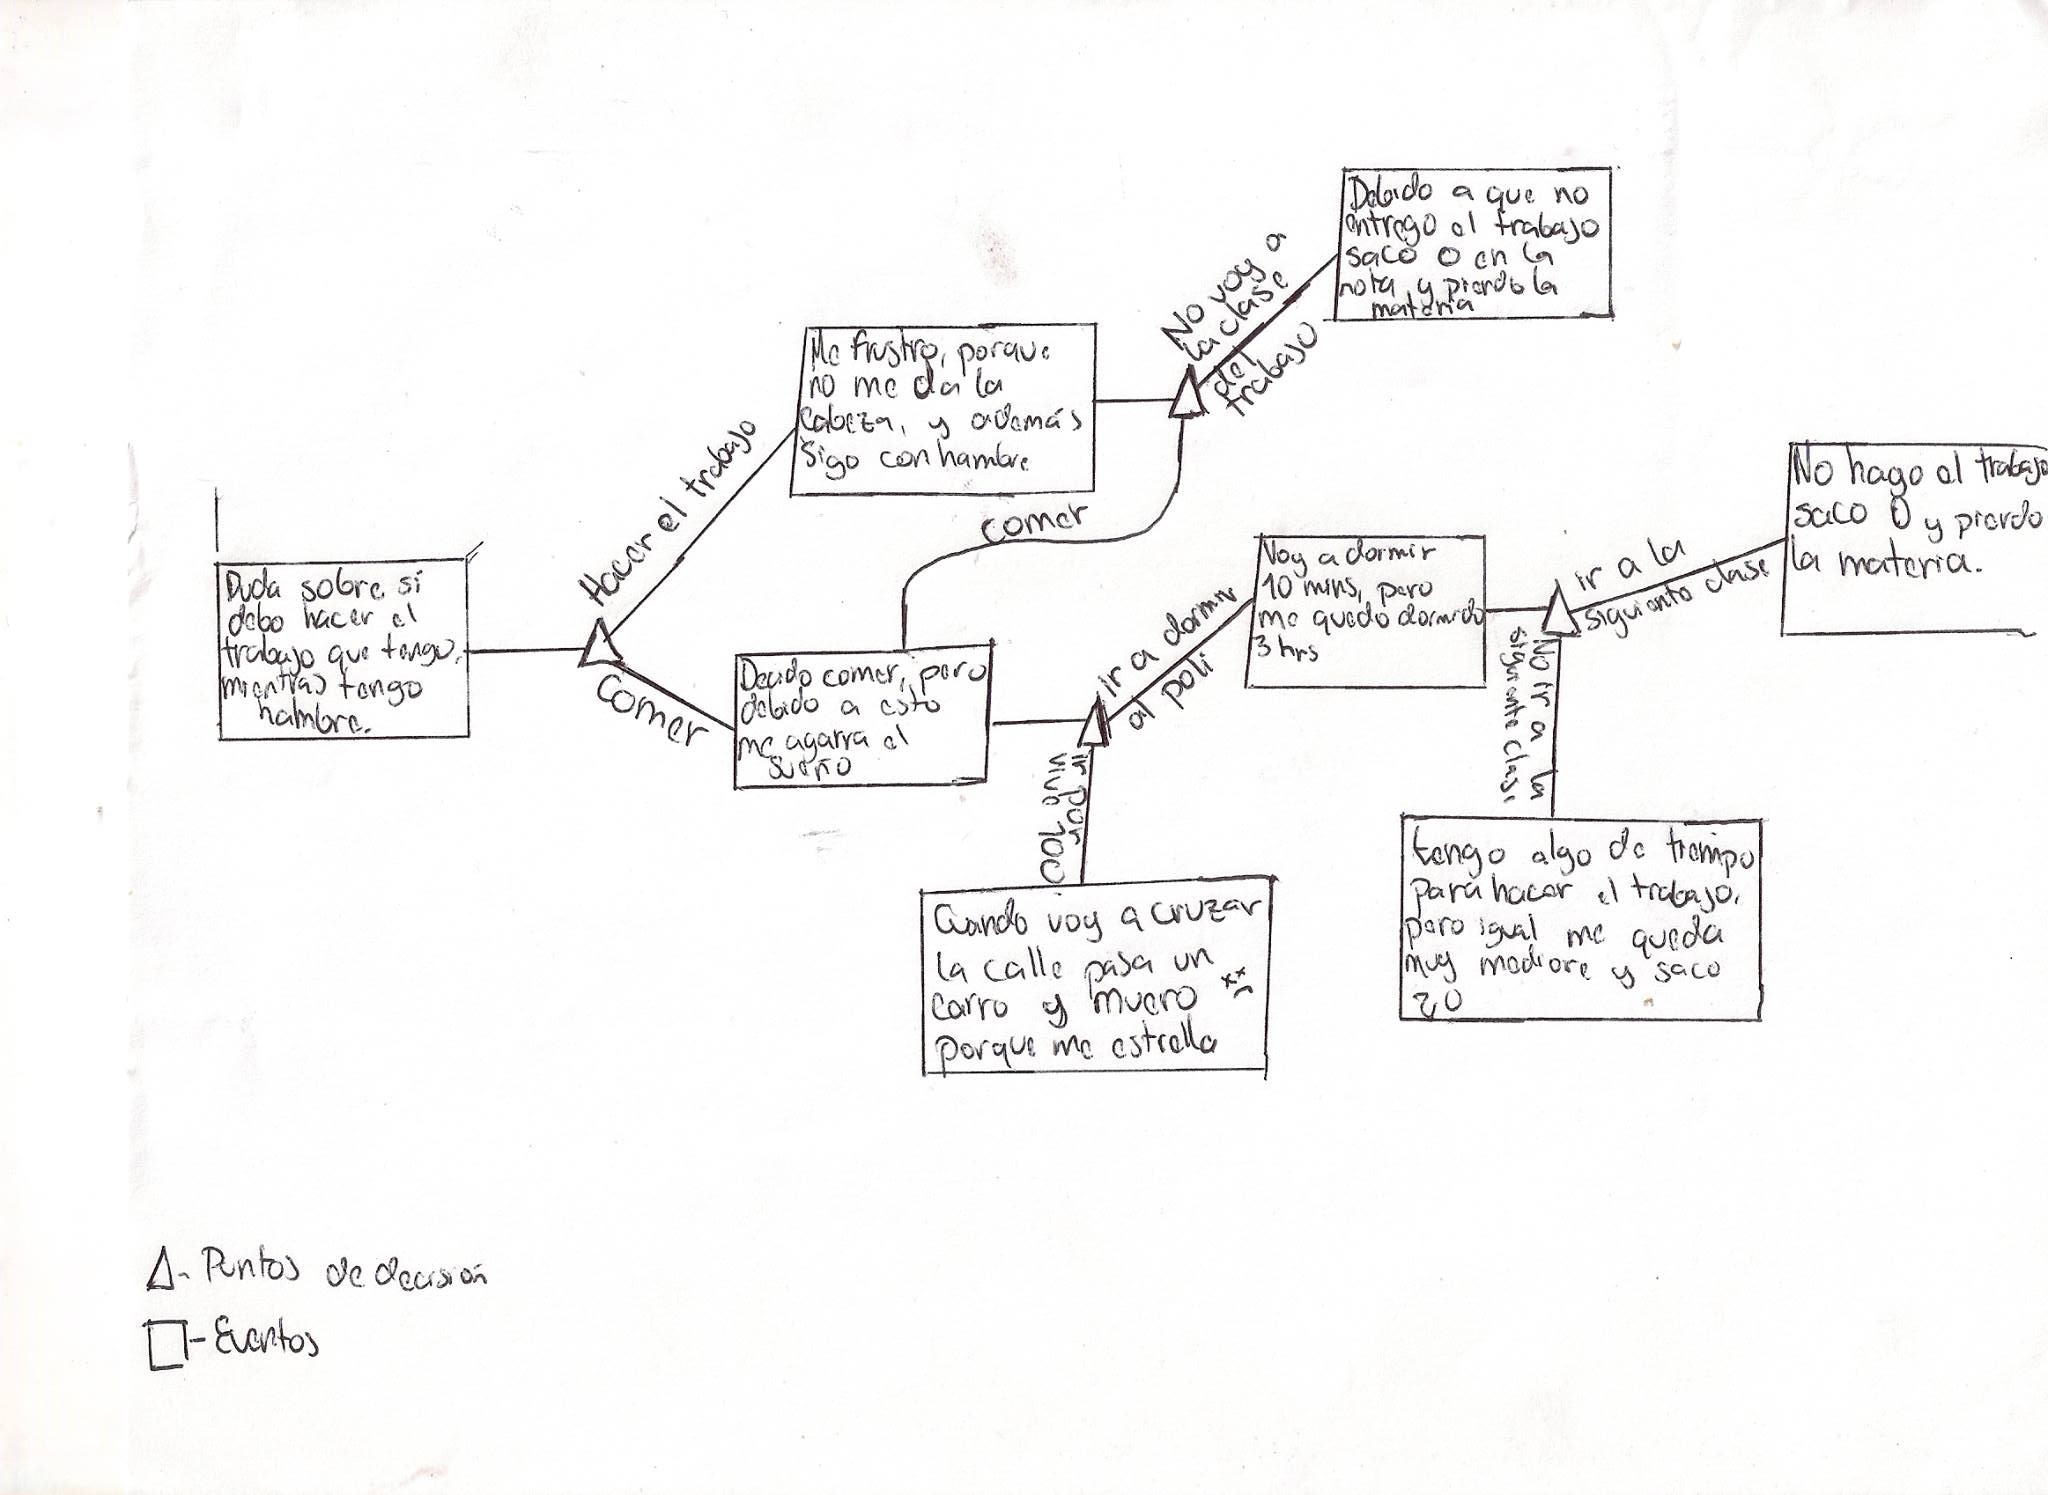 Duda sobre si
debo hacer el
trabajo que tengo,
mientras tengo
hambre.
Hacer el trabajo
Comer
Me frustro, porque
no me da la
cabeza, y además
sigo con hambre
No voy a
la clase
del
trabajo
Debido a que no
entrego el trabajo
saco 0 en la
nota y pierdo la
materia
comer
Decido comer, pero
debido a esto
me agarra el
sueño
ir a dormir
al poli
ir por
vive 100
Voy a dormir
10 mins, pero
me quedo dormido
3 hrs
ir a la
siguiente clase
No ir a la
siguiente clase
No hago el trabajo
saco 0 y pierdo
la materia.
Cuando voy a cruzar
la calle pasa un
carro y muero
porque me estrella
tengo algo de tiempo
para hacer el trabajo,
pero igual me queda
muy mediore y saco
20
- Puntos de decisión
- Eventos